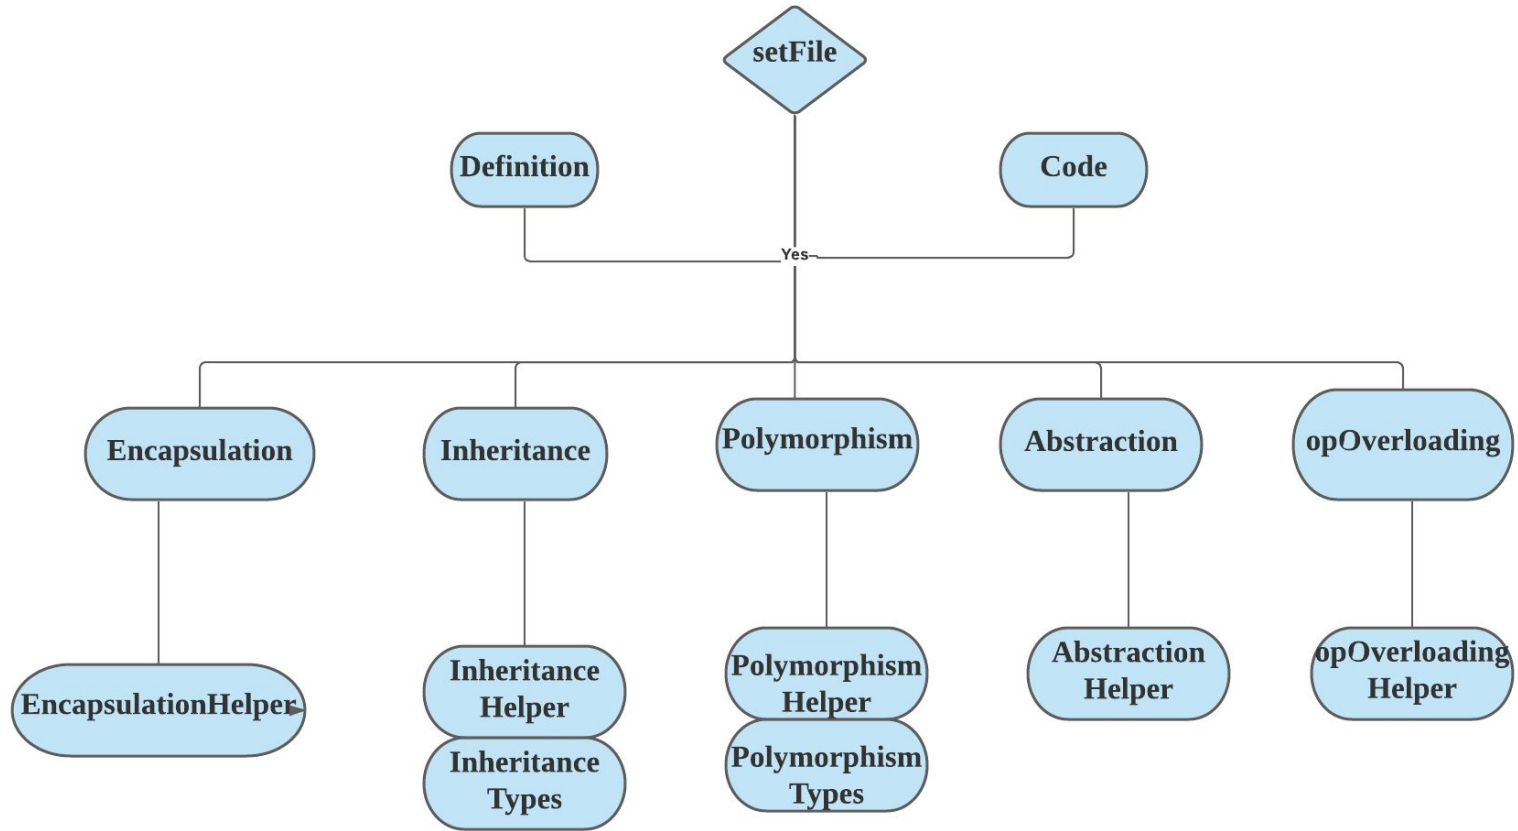 setFile
Definition
Code
Yes
Encapsulation
Inheritance
Polymorphism
Abstraction
opOverloading
EncapsulationHelper
Inheritance
Helper
Inheritance
Types
Polymorphism
Helper
Polymorphism
Types
Abstraction
Helper
opOverloading
Helper